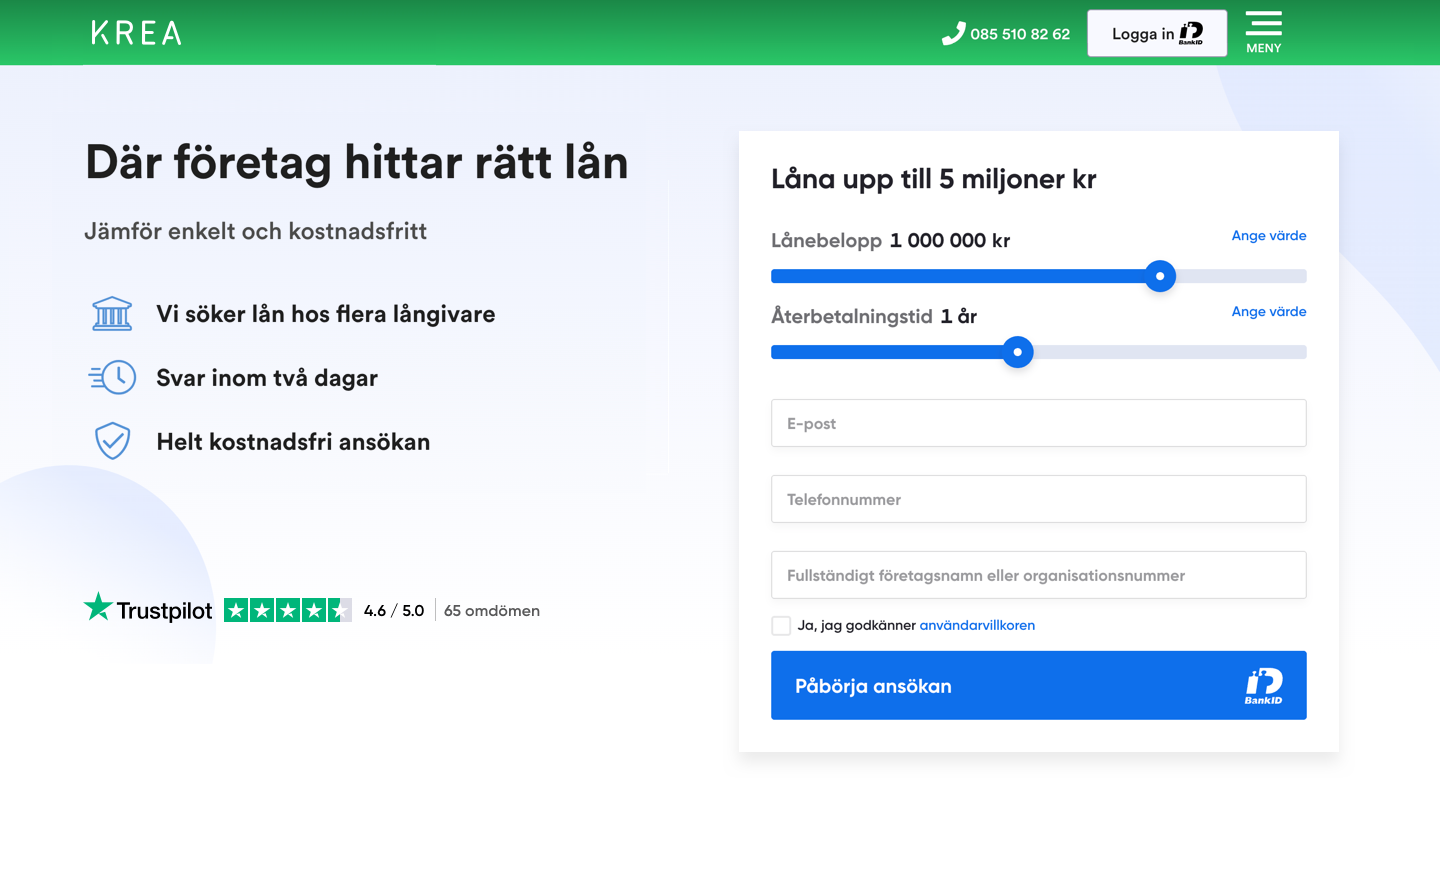 KREA
085 510 82 62
Logga in
BankID
MENY
Där företag hittar rätt lån
Jämför enkelt och kostnadsfritt
Vi söker lån hos flera långivare
Svar inom två dagar
Helt kostnadsfri ansökan
Trustpilot
4.6 / 5.0
65 omdömen
Låna upp till 5 miljoner kr
Lånebelopp 1 000 000 kr
Ange värde
Återbetalningstid 1 år
Ange värde
E-post
Telefonnummer
Fullständigt företagsnamn eller organisationsnummer
Ja, jag godkänner användarvillkoren
Påbörja ansökan
BankID